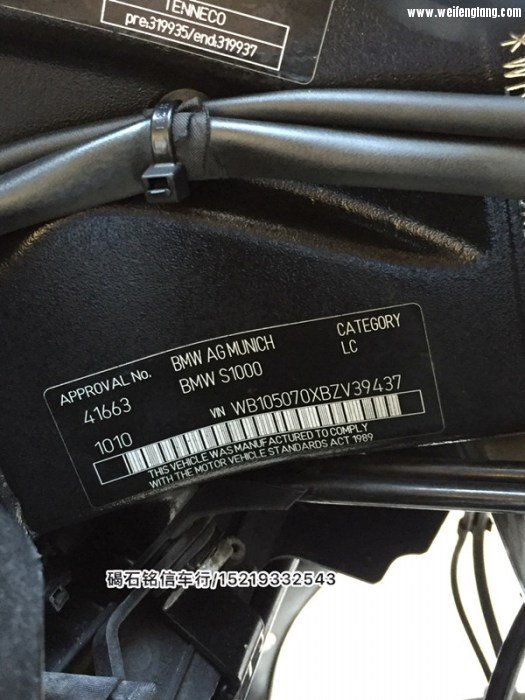 www.weifengtang.com
TENNECO
pre:319935/end:319937
APPROVAL No. BMW AG MUNICH CATEGORY
41663 BMW S1000 LC
VIN WB105070XBZV39437
1010
THIS VEHICLE WAS MANUFACTURED TO COMPLY
WITH THE MOTOR VEHICLE STANDARDS ACT 1989
碣石铭信车行/15219332543